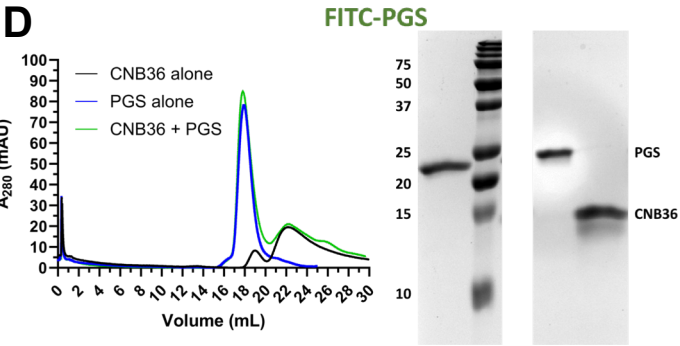 D
FITC-PGS
CNB36 alone
PGS alone
CNB36 + PGS
A280 (mAU)
100
90
80
70
60
50
40
30
20
10
0
0 2 4 6 8 10 12 14 16 18 20 22 24 26 28 30
Volume (mL)
75
50
37
25
20
15
10
PGS
CNB36